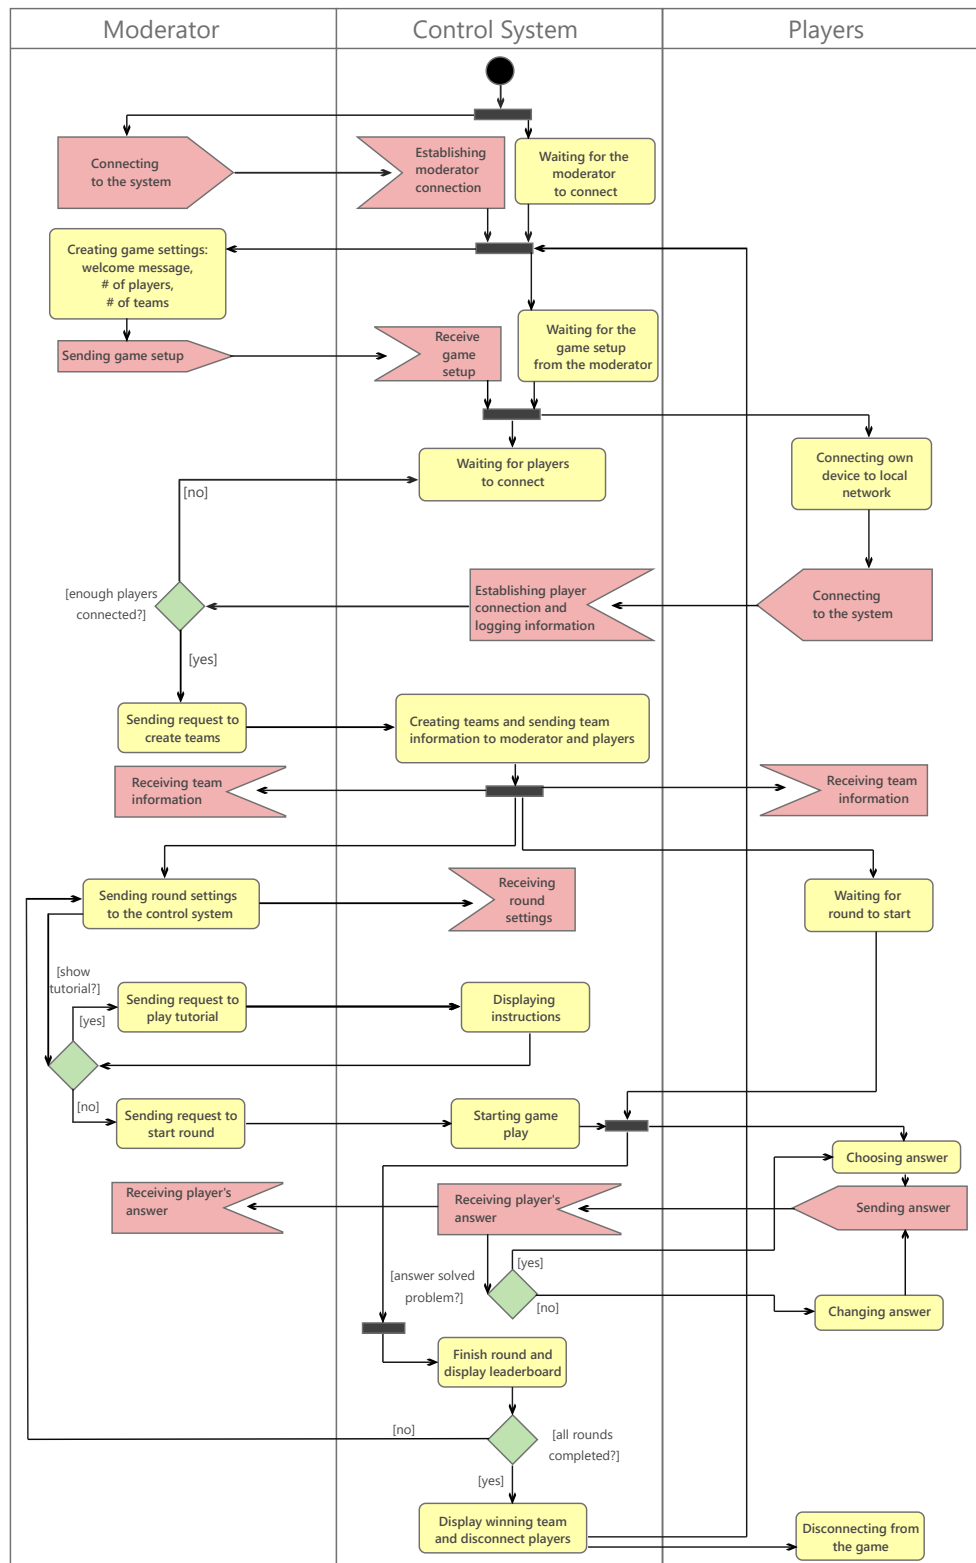 Moderator
Control System
Players
Connecting
to the system
Establishing
moderator
connection
Waiting for the
moderator
to connect
Creating game settings:
welcome message,
# of players,
# of teams
Sending game setup
Receive
game
setup
Waiting for the
game setup
from the moderator
Waiting for players
to connect
Connecting own
device to local
network
[no]
[enough players
connected?]
Establishing player
connection and
logging information
Connecting
to the system
[yes]
Sending request to
create teams
Creating teams and sending team
information to moderator and players
Receiving team
information
Receiving team
information
Sending round settings
to the control system
Receiving
round
settings
Waiting for
round to start
[show
tutorial?]
[yes]
Sending request to
play tutorial
Displaying
instructions
[no]
Sending request to
start round
Starting game
play
Choosing answer
Receiving player's
answer
Receiving player's
answer
Sending answer
[yes]
[answer solved
problem?]
[no]
Changing answer
Finish round and
display leaderboard
[no]
[all rounds
completed?]
[yes]
Display winning team
and disconnect players
Disconnecting from
the game